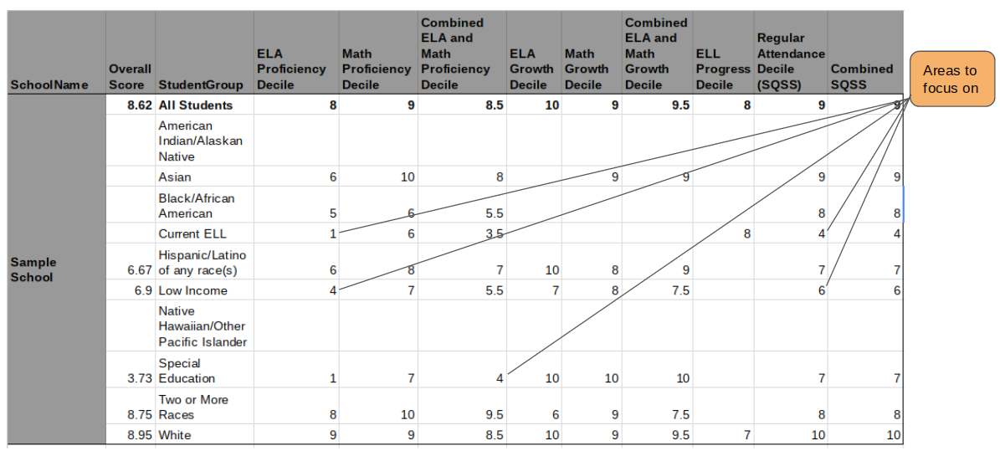 SchoolName Overall Score StudentGroup ELA Proficiency Decile Math Proficiency Decile Combined ELA and Math Proficiency Decile ELA Growth Decile Math Growth Decile Combined ELA and Math Growth Decile ELL Progress Decile Regular Attendance Decile (SQSS) Combined SQSS
Areas to
focus on
8.62 All Students 8 9 8.5 10 9 9.5 8 9 9
American
Indian/Alaskan
Native
Asian 6 10 8 9 9 9 9
Black/African
American 5 6 5.5 8 8
Current ELL 1 6 3.5 8 4 4
Sample
School
Hispanic/Latino
6.67 of any race(s) 6 8 7 10 8 9 7 7
6.9 Low Income 4 7 5.5 7 8 7.5 6 6
Native
Hawaiian/Other
Pacific Islander
Special
3.73 Education 1 7 4 10 10 10 7 7
Two or More
8.75 Races 8 10 9.5 6 9 7.5 8 8
8.95 White 9 9 8.5 10 9 9.5 7 10 10